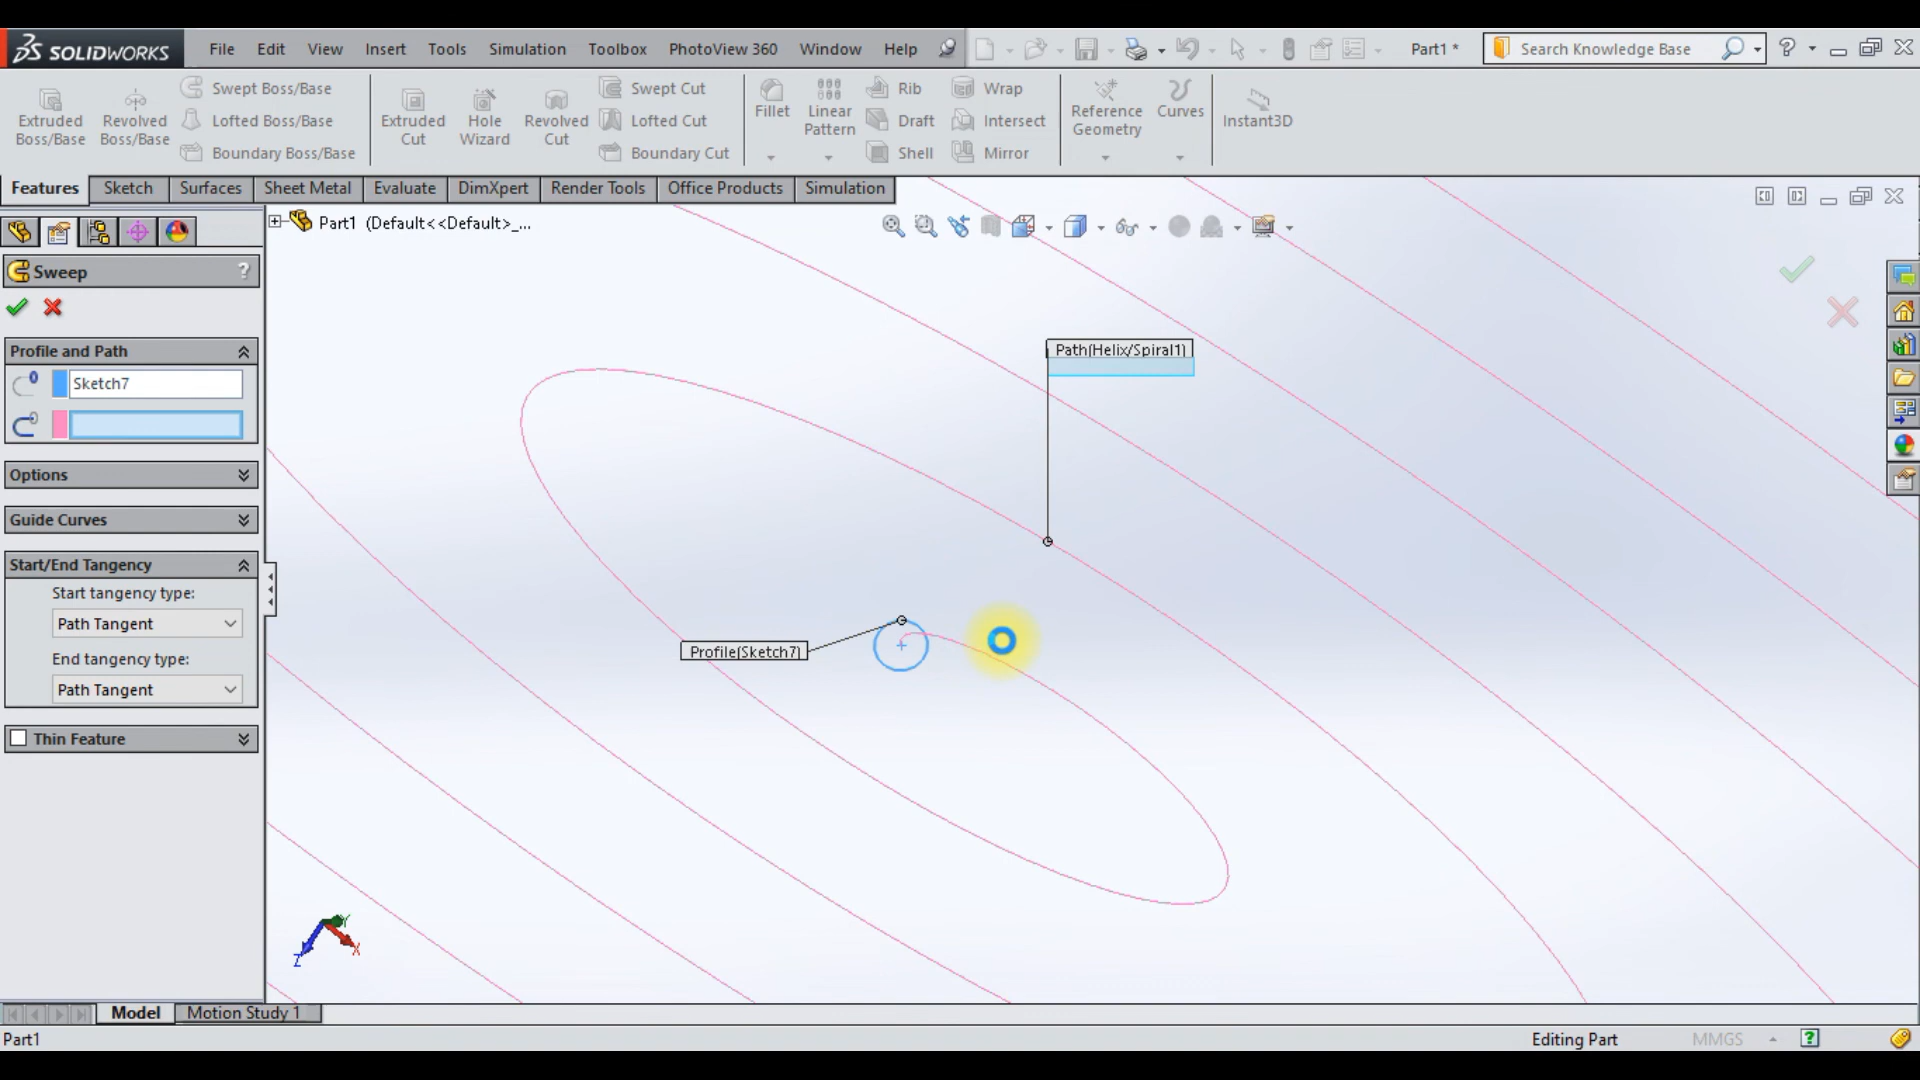 SOLIDWORKS File Edit View Insert Tools Simulation Toolbox PhotoView 360 Window Help Part1 * Search Knowledge Base ?
Extruded Boss/Base
Revolved Boss/Base
Swept Boss/Base
Lofted Boss/Base
Boundary Boss/Base
Extruded Cut
Hole Wizard
Revolved Cut
Swept Cut
Lofted Cut
Boundary Cut
Fillet
Linear Pattern
Rib
Draft
Shell
Wrap
Intersect
Mirror
Reference Geometry
Curves
Instant3D
Features Sketch Surfaces Sheet Metal Evaluate DimXpert Render Tools Office Products Simulation
Part1 (Default<<Default>_...
Sweep ?
Profile and Path
Sketch7
Options
Guide Curves
Start/End Tangency
Start tangency type:
Path Tangent
End tangency type:
Path Tangent
Thin Feature
Path(Helix/Spiral1)
Profile(Sketch7)
Y
X
Z
Model Motion Study 1
Part1 Editing Part MMGS ?